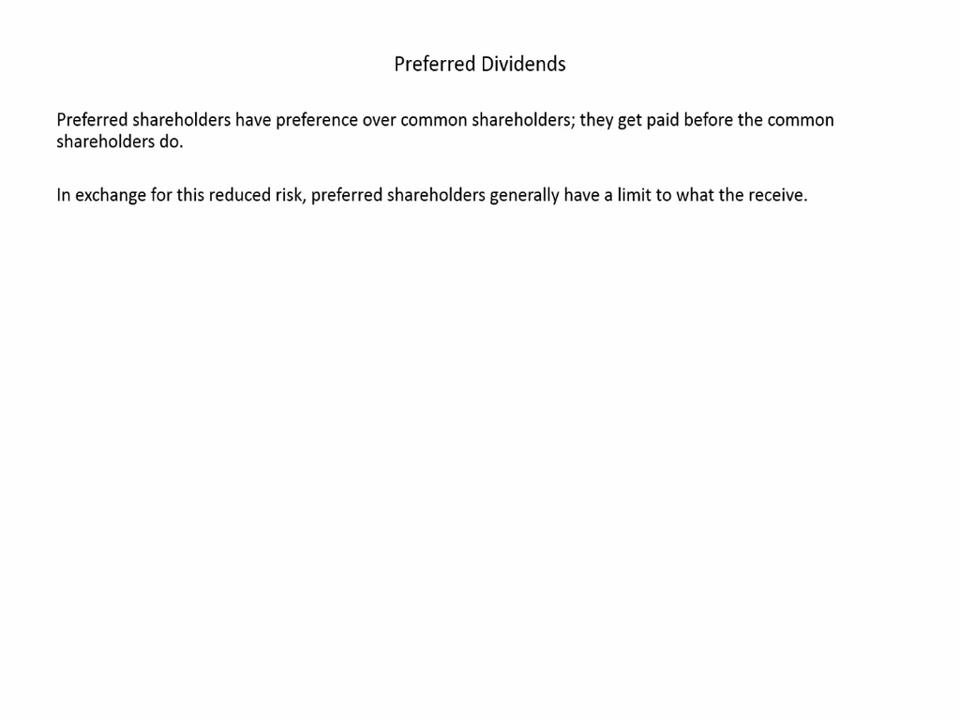 Preferred Dividends
Preferred shareholders have preference over common shareholders; they get paid before the common
shareholders do.
In exchange for this reduced risk, preferred shareholders generally have a limit to what the receive.